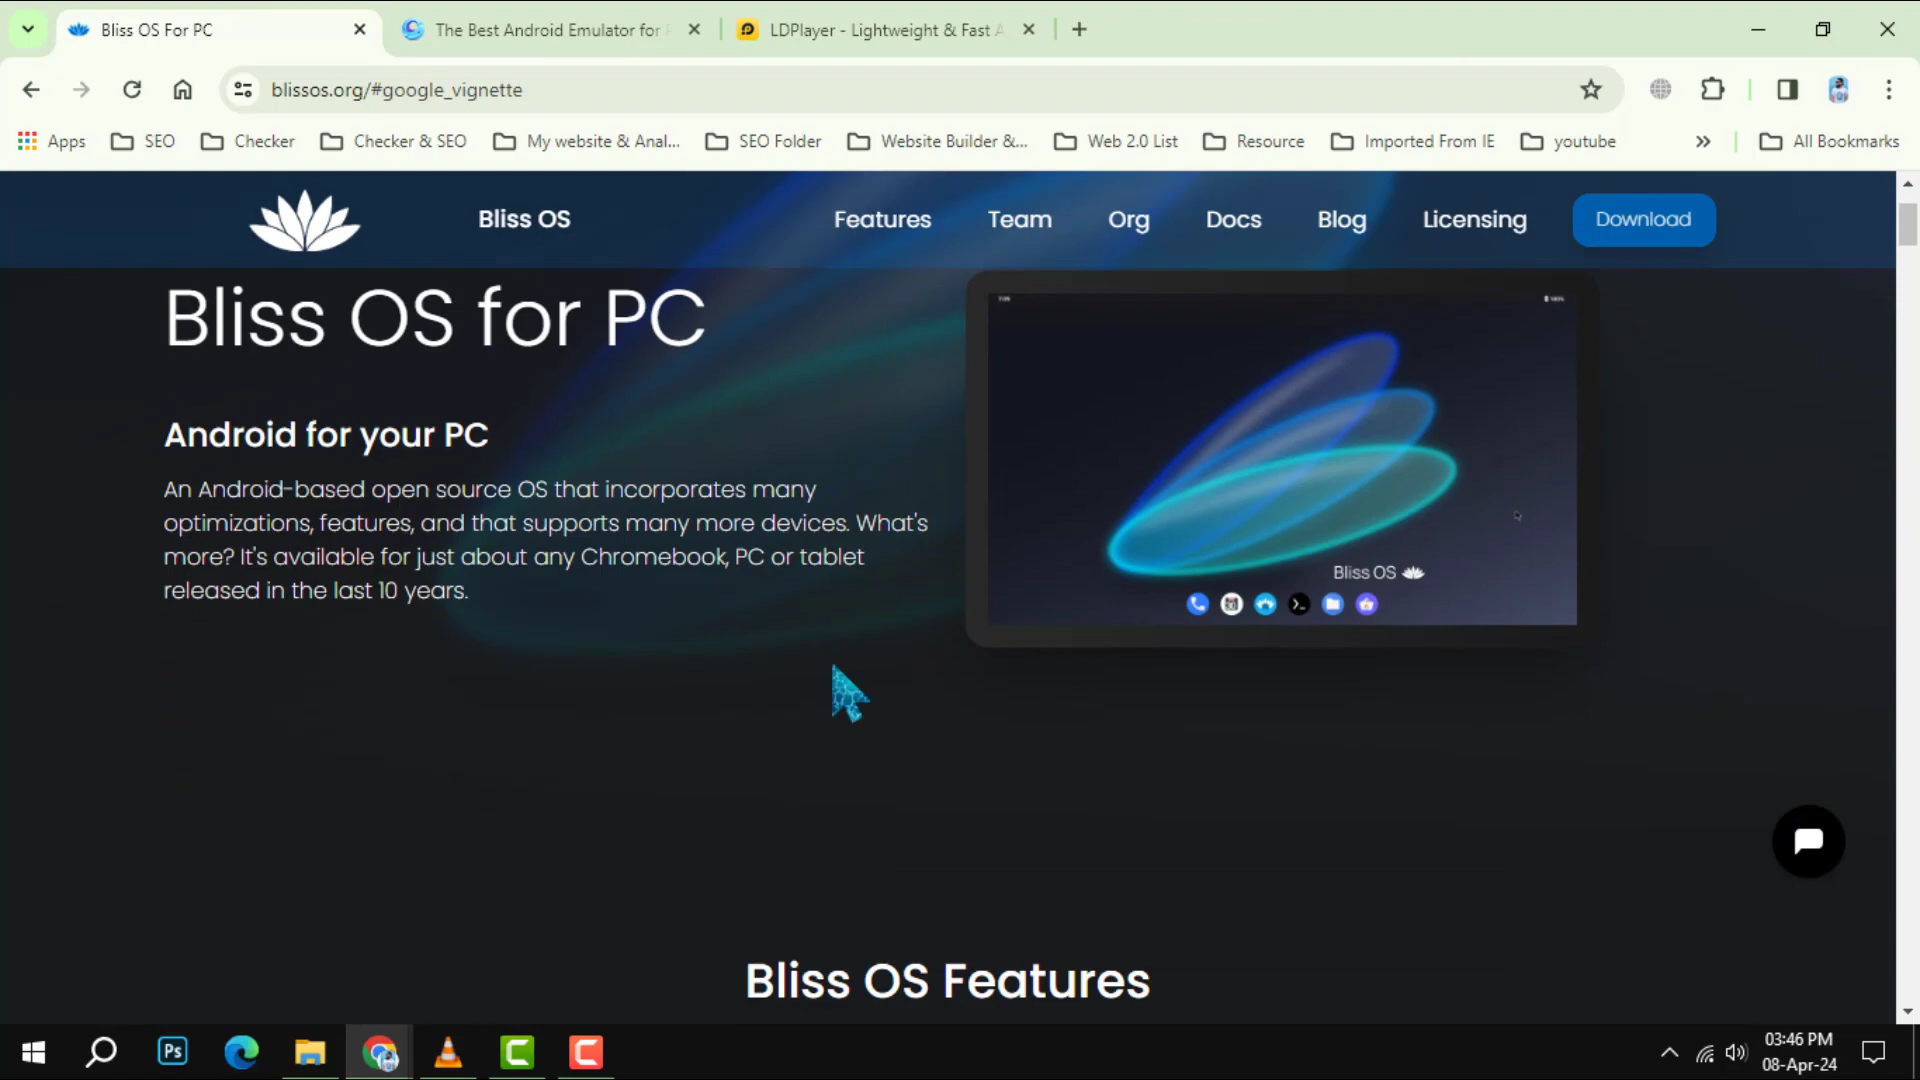 Bliss OS For PC
The Best Android Emulator for
LDPlayer - Lightweight & Fast A
blissos.org/#google_vignette
Apps
SEO
Checker
Checker & SEO
My website & Anal...
SEO Folder
Website Builder &...
Web 2.0 List
Resource
Imported From IE
youtube
All Bookmarks
Bliss OS
Features
Team
Org
Docs
Blog
Licensing
Download
Bliss OS for PC
Android for your PC
An Android-based open source OS that incorporates many
optimizations, features, and that supports many more devices. What's
more? It's available for just about any Chromebook, PC or tablet
released in the last 10 years.
Bliss OS
Bliss OS Features
Ps
03:46 PM
08-Apr-24